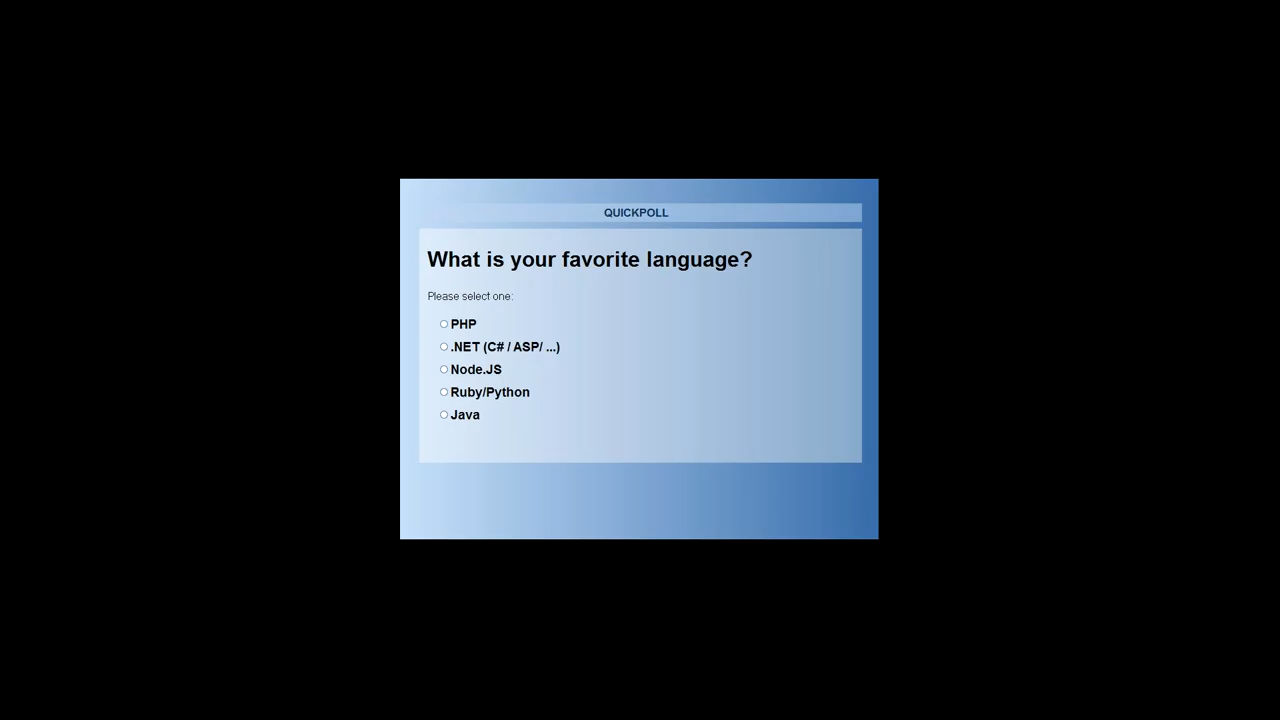 QUICKPOLL
What is your favorite language?
Please select one:
PHP
.NET (C# / ASP/ ...)
Node.JS
Ruby/Python
Java